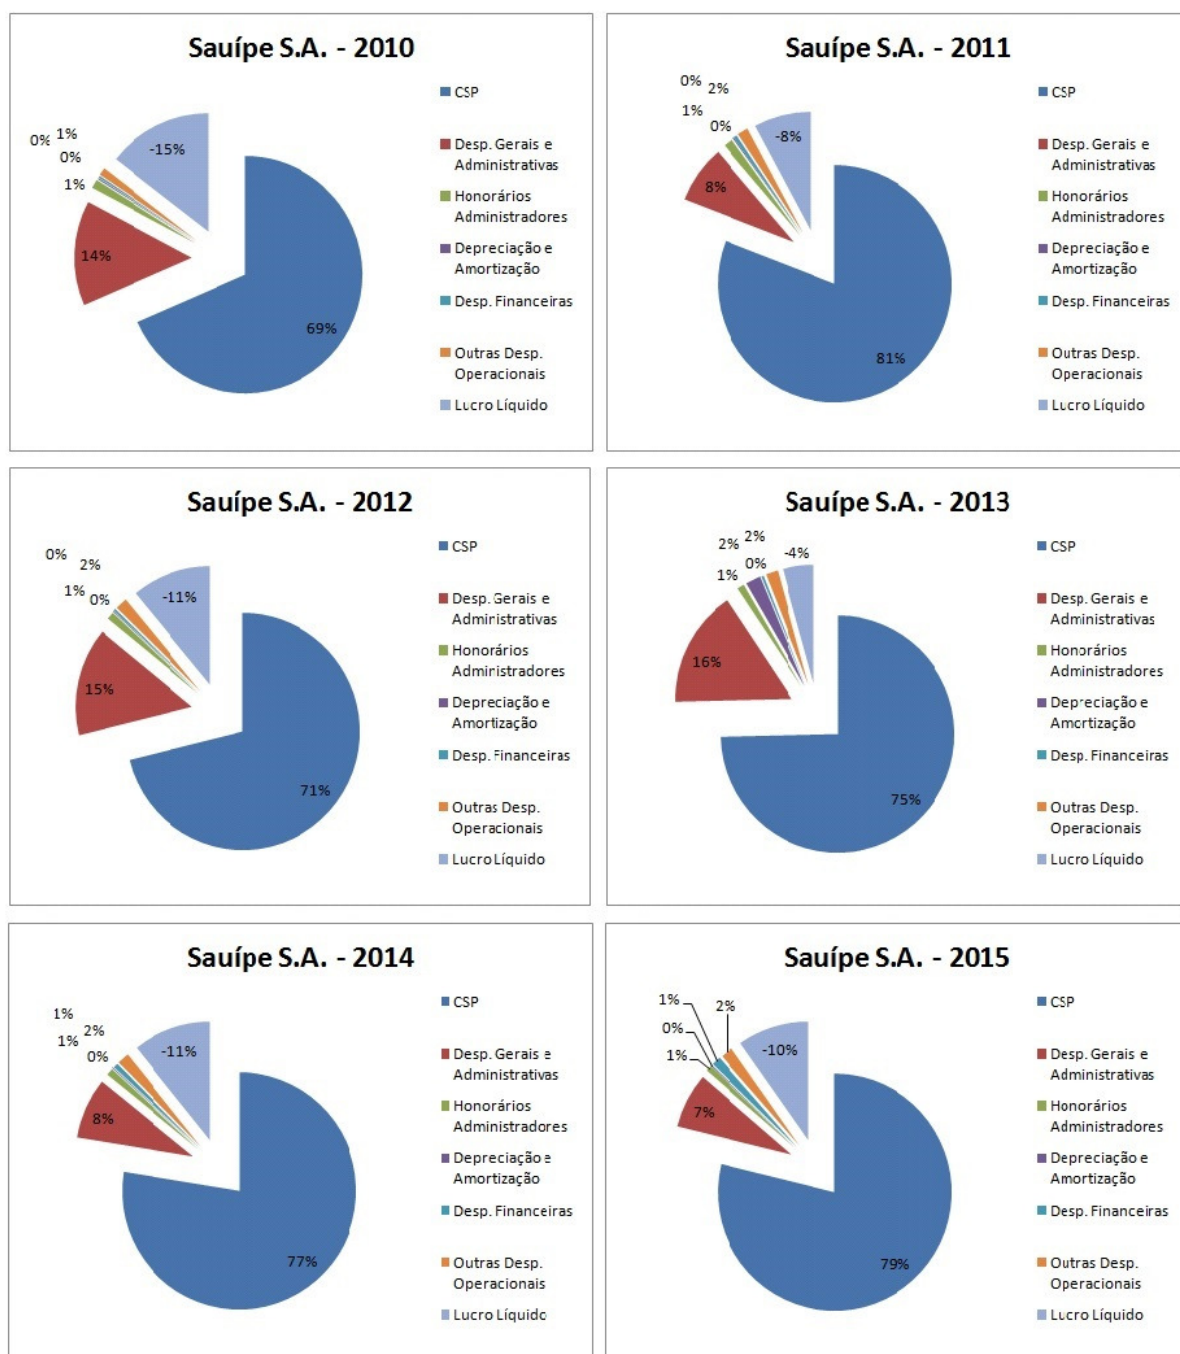 Sauípe S.A. - 2010
0%
1%
0%
1%
-15%
14%
69%
CSP
Desp. Gerais e
Administrativas
Honorários
Administradores
Depreciação e
Amortização
Desp. Financeiras
Outras Desp.
Operacionais
Lucro Líquido
Sauípe S.A. - 2011
0%
2%
1%
0%
-8%
8%
81%
CSP
Desp. Gerais e
Administrativas
Honorários
Administradores
Depreciação e
Amortização
Desp. Financeiras
Outras Desp.
Operacionais
Lucro Líquido
Sauípe S.A. - 2012
0%
2%
1%
0%
-11%
15%
71%
CSP
Desp. Gerais e
Administrativas
Honorários
Administradores
Depreciação e
Amortização
Desp. Financeiras
Outras Desp.
Operacionais
Lucro Líquido
Sauípe S.A. - 2013
2%
2%
-4%
1%
0%
16%
75%
CSP
Desp. Gerais e
Administrativas
Honorários
Administradores
Depreciação e
Amortização
Desp. Financeiras
Outras Desp.
Operacionais
Lucro Líquido
Sauípe S.A. - 2014
1%
2%
1%
0%
-11%
8%
77%
CSP
Desp. Gerais e
Administrativas
Honorários
Administradores
Depreciação e
Amortização
Desp. Financeiras
Outras Desp.
Operacionais
Lucro Líquido
Sauípe S.A. - 2015
1%
2%
0%
1%
-10%
7%
79%
CSP
Desp. Gerais e
Administrativas
Honorários
Administradores
Depreciação e
Amortização
Desp. Financeiras
Outras Desp.
Operacionais
Lucro Líquido